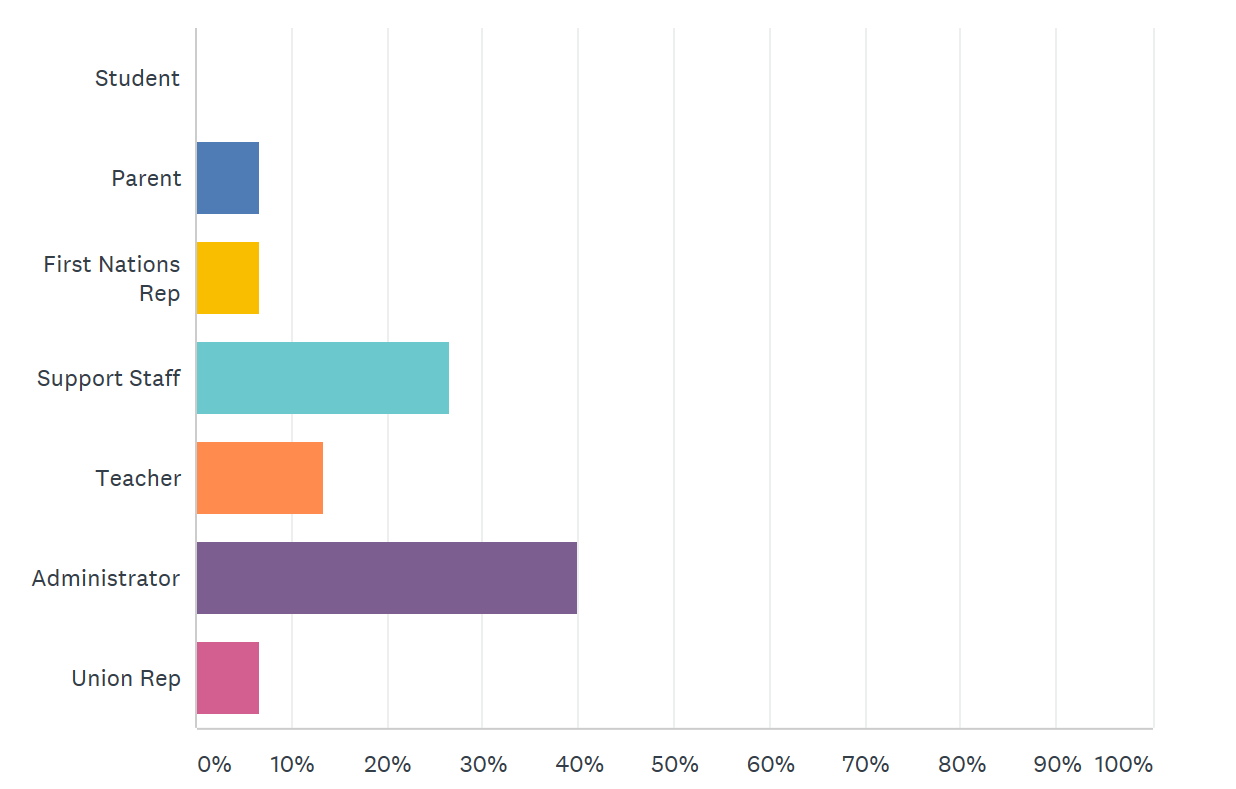 Student
Parent
First Nations
Rep
Support Staff
Teacher
Administrator
Union Rep
0% 10% 20% 30% 40% 50% 60% 70% 80% 90% 100%